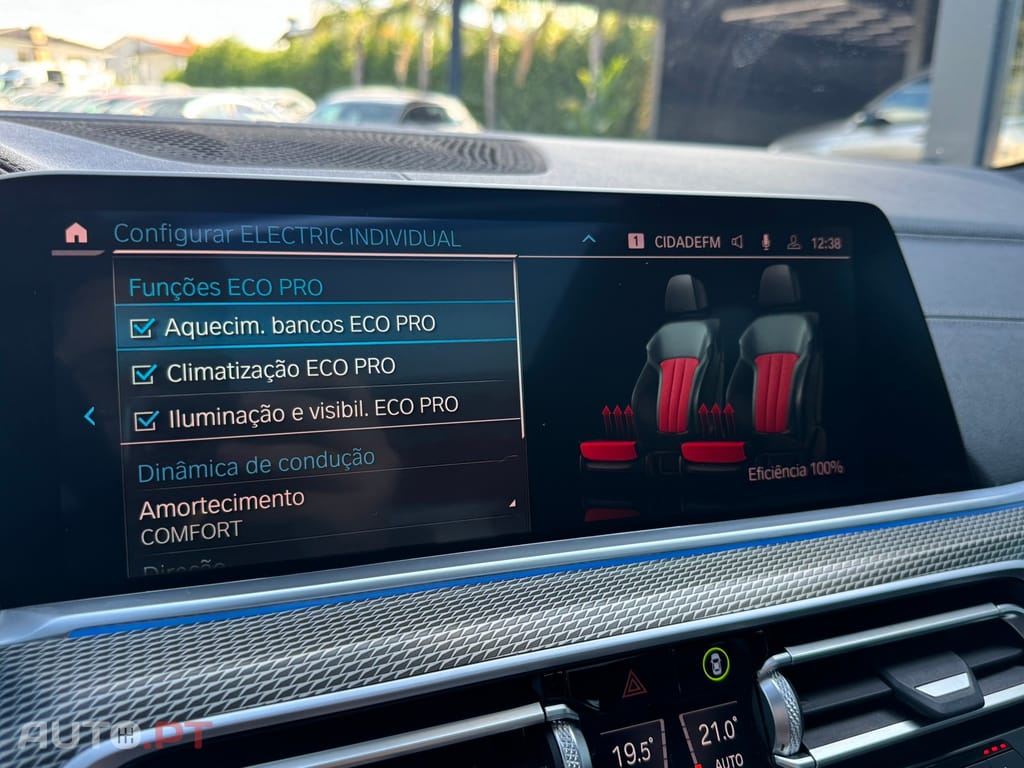 Configurar ELECTRIC INDIVIDUAL
1 CIDADEFM 12:38
Funções ECO PRO
Aquecim. bancos ECO PRO
Climatização ECO PRO
Iluminação e visibil. ECO PRO
Dinâmica de condução
Amortecimento
COMFORT
Direção
Eficiência 100%
19.5°
21.0°
AUTO
AUTO.PT